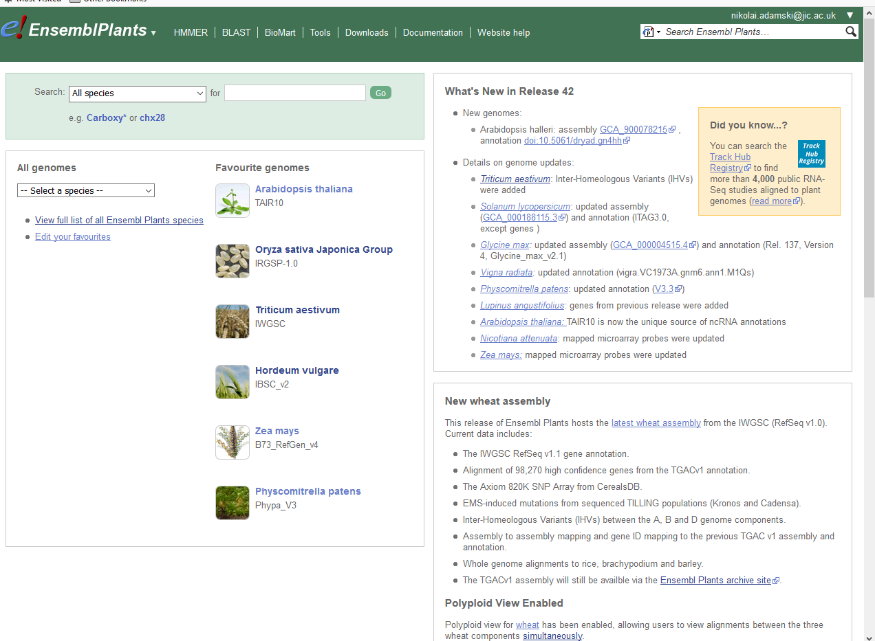 nikolai.adamski@jic.ac.uk ▼
e! EnsemblPlants ▾
HMMER | BLAST | BioMart | Tools | Downloads | Documentation | Website help
Search Ensembl Plants…
Search: All species for Go
e.g. Carboxy* or chx28
All genomes
-- Select a species --
View full list of all Ensembl Plants species
Edit your favourites
Favourite genomes
Arabidopsis thaliana
TAIR10
Oryza sativa Japonica Group
IRGSP-1.0
Triticum aestivum
IWGSC
Hordeum vulgare
IBSC_v2
Zea mays
B73_RefGen_v4
Physcomitrella patens
Phypa_V3
What's New in Release 42
New genomes:
Arabidopsis halleri: assembly GCA_900078215 ,
annotation doi:10.5061/dryad.gn4hh
Details on genome updates:
Triticum aestivum: Inter-Homoeologous Variants (IHVs)
were added
Solanum lycopersicum: updated assembly
(GCA_000188115.3) and annotation (ITAG3.0,
except genes )
Glycine max: updated assembly (GCA_000004515.4) and annotation (Rel. 137, Version
4, Glycine_max_v2.1)
Vigna radiata: updated annotation (vigra.VC1973A.gnm6.ann1.M1Qs)
Physcomitrella patens: updated annotation (V3.3)
Lupinus angustifolius: genes from previous release were added
Arabidopsis thaliana: TAIR10 is now the unique source of ncRNA annotations
Nicotiana attenuata: mapped microarray probes were updated
Zea mays: mapped microarray probes were updated
Did you know...?
You can search the
Track Hub
Registry to find
more than 4,000 public RNA-
Seq studies aligned to plant
genomes (read more).
Track
Hub
Registry
New wheat assembly
This release of Ensembl Plants hosts the latest wheat assembly from the IWGSC (RefSeq v1.0).
Current data includes:
The IWGSC RefSeq v1.1 gene annotation.
Alignment of 98,270 high confidence genes from the TGACv1 annotation.
The Axiom 820K SNP Array from CerealsDB.
EMS-induced mutations from sequenced TILLING populations (Kronos and Cadensa).
Inter-Homeologous Variants (IHVs) between the A, B and D genome components.
Assembly to assembly mapping and gene ID mapping to the previous TGAC v1 assembly and
annotation.
Whole genome alignments to rice, brachypodium and barley.
The TGACv1 assembly will still be availble via the Ensembl Plants archive site.
Polyploid View Enabled
Polyploid view for wheat has been enabled, allowing users to view alignments between the three
wheat components simultaneously.